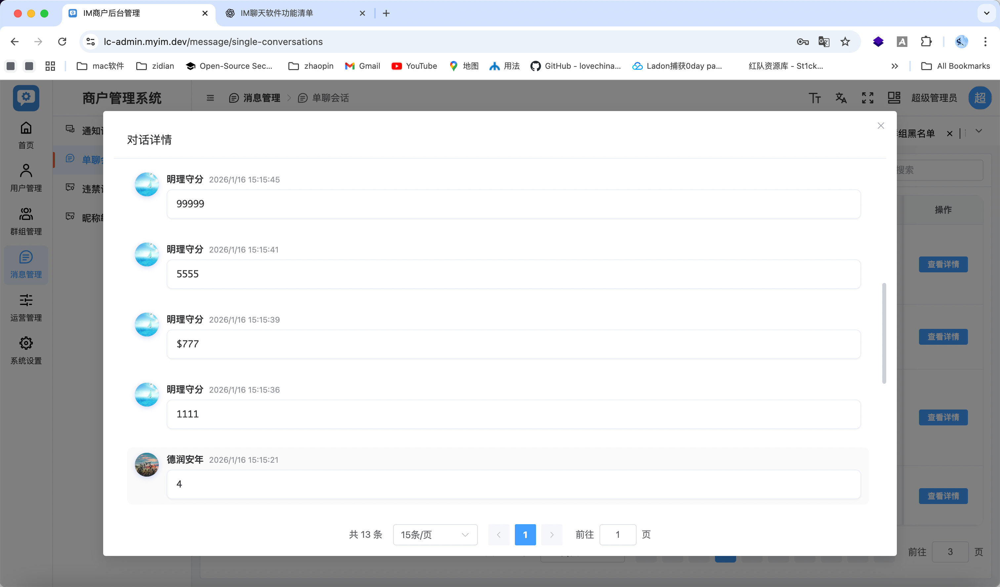 IM商户后台管理
IM聊天软件功能清单
lc-admin.myim.dev/message/single-conversations
mac软件
zidian
Open-Source Sec...
zhaopin
Gmail
YouTube
地图
用法
GitHub - lovechina...
Ladon捕获0day pa...
红队资源库 - St1ck...
All Bookmarks
商户管理系统
消息管理
单聊会话
超级管理员
超
首页
用户管理
群组管理
消息管理
运营管理
系统设置
通知
单聊
违禁
昵称
组黑名单
搜索
操作
查看详情
查看详情
查看详情
查看详情
对话详情
明理守分 2026/1/16 15:15:45
99999
明理守分 2026/1/16 15:15:41
5555
明理守分 2026/1/16 15:15:39
$777
明理守分 2026/1/16 15:15:36
1111
德润安年 2026/1/16 15:15:21
4
共 13 条 15条/页 1 前往 1 页
前往 3 页